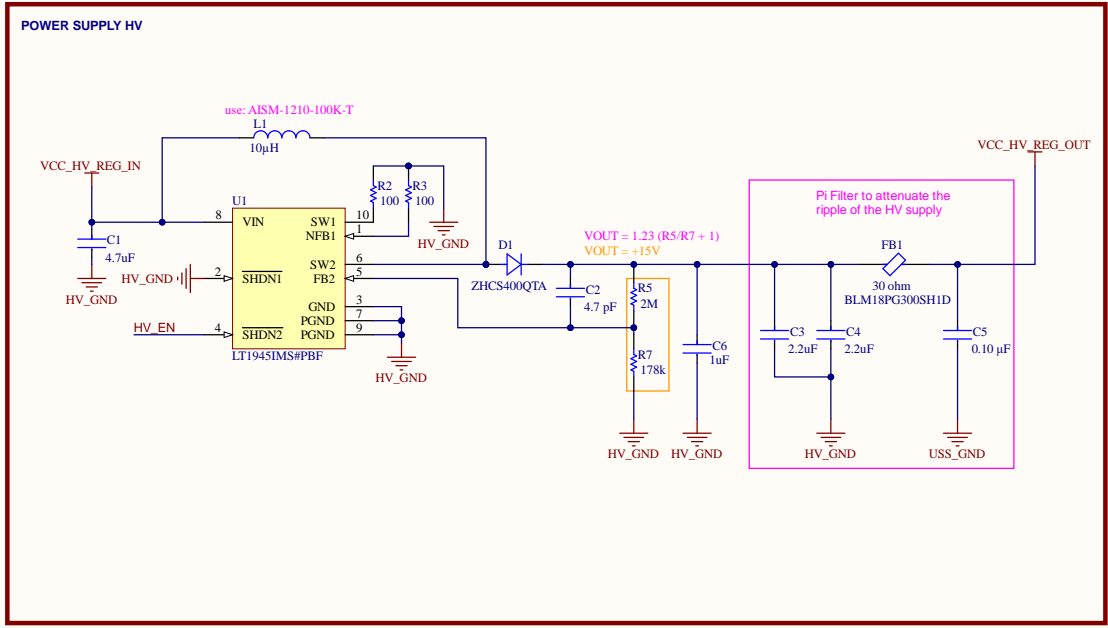 POWER SUPPLY HV
use: AISM-1210-100K-T
L1
10µH
VCC_HV_REG_IN
VCC_HV_REG_OUT
C1
4.7uF
HV_GND
HV_GND
HV_EN
U1
8
VIN
2
SHDN1
4
SHDN2
SW1
10
NFB1
1
SW2
6
FB2
5
GND
3
PGND
7
PGND
9
LT1945IMS#PBF
R2
100
R3
100
HV_GND
HV_GND
D1
ZHCS400QTA
VOUT = 1.23 (R5/R7 + 1)
VOUT = +15V
C2
4.7 pF
R5
2M
R7
178k
HV_GND
C6
1uF
HV_GND
Pi Filter to attenuate the
ripple of the HV supply
C3
2.2uF
C4
2.2uF
HV_GND
FB1
30 ohm
BLM18PG300SH1D
C5
0.10 µF
USS_GND